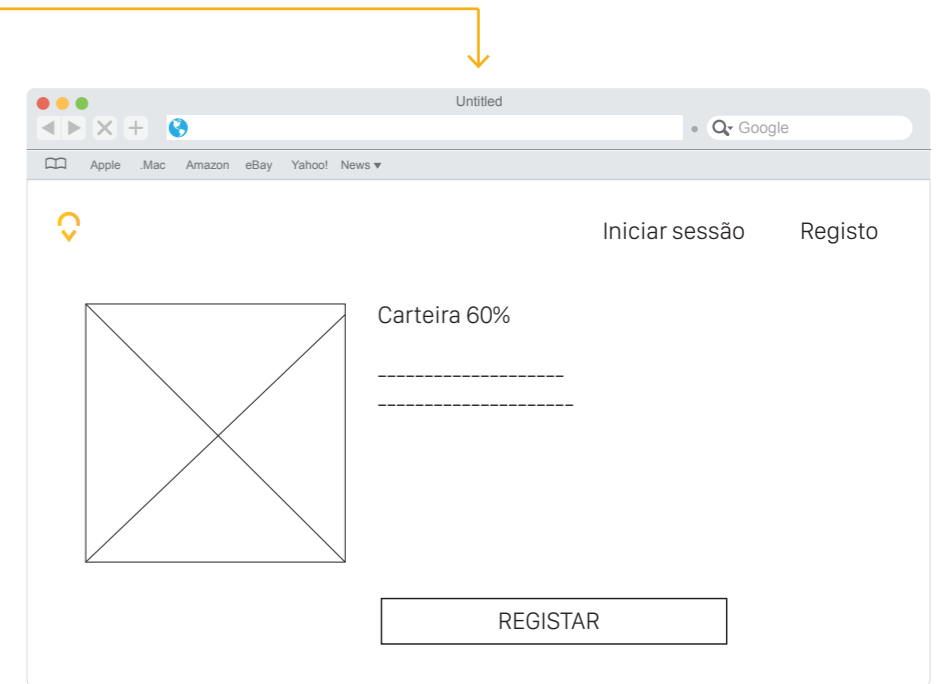 Untitled
Google
Apple .Mac Amazon eBay Yahoo! News
Iniciar sessão Registo
Carteira 60%
--------------------
---------------------
REGISTAR